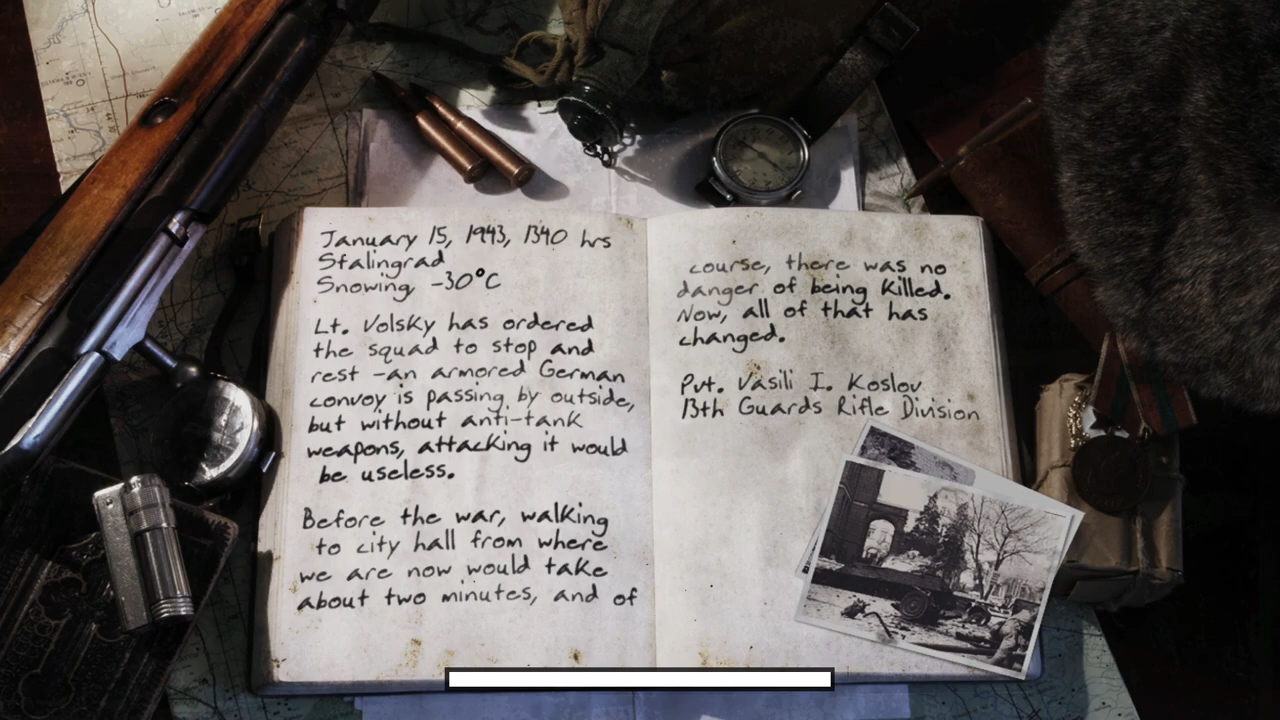 January 15, 1943, 1340 hrs
Stalingrad
Snowing -30°C
Lt. Volsky has ordered
the squad to stop and
rest -an armored German
convoy is passing by outside,
but without anti-tank
weapons, attacking it would
be useless.
Before the war, walking
to city hall from where
we are now would take
about two minutes, and of
course, there was no
danger of being killed.
Now, all of that has
changed.
Pvt. Vasili I. Koslov
13th Guards Rifle Division